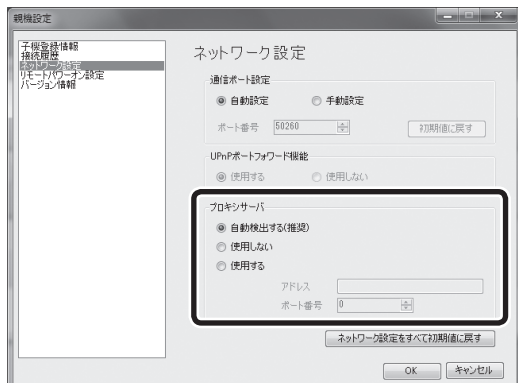 親機設定
子機登録情報
接続履歴
ネットワーク設定
リモートパワーオン設定
バージョン情報
ネットワーク設定
通信ポート設定
自動設定 手動設定
ポート番号 50260 初期値に戻す
UPnPポートフォワード機能
使用する 使用しない
プロキシサーバ
自動検出する(推奨)
使用しない
使用する
アドレス
ポート番号 0
ネットワーク設定をすべて初期値に戻す
OK キャンセル